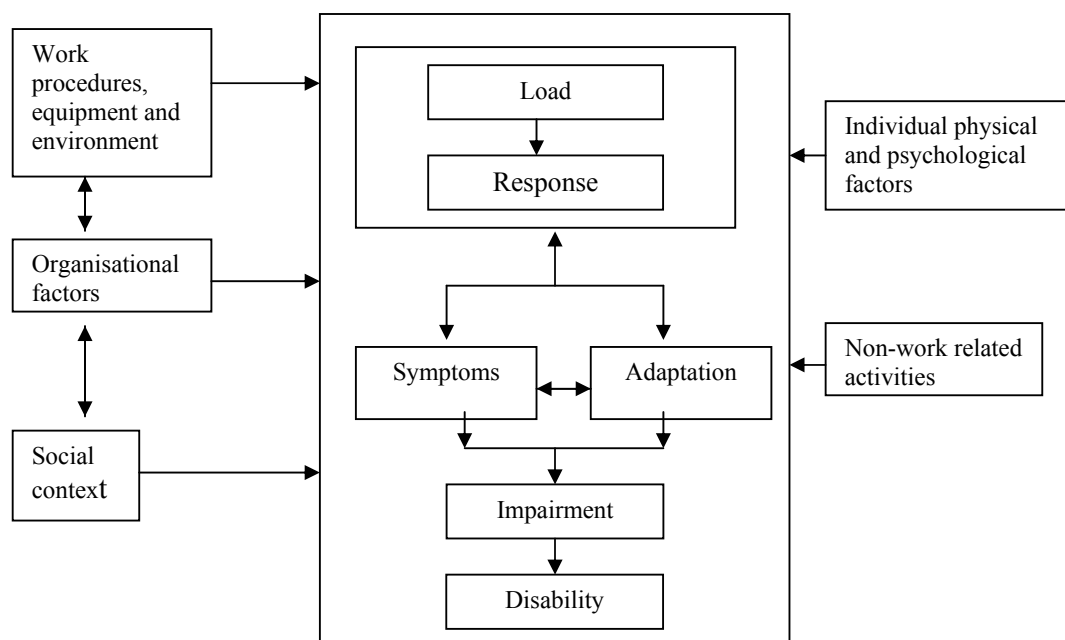 Work
procedures,
equipment and
environment
Organisational
factors
Social
context
Load
Response
Symptoms
Adaptation
Impairment
Disability
Individual physical
and psychological
factors
Non-work related
activities